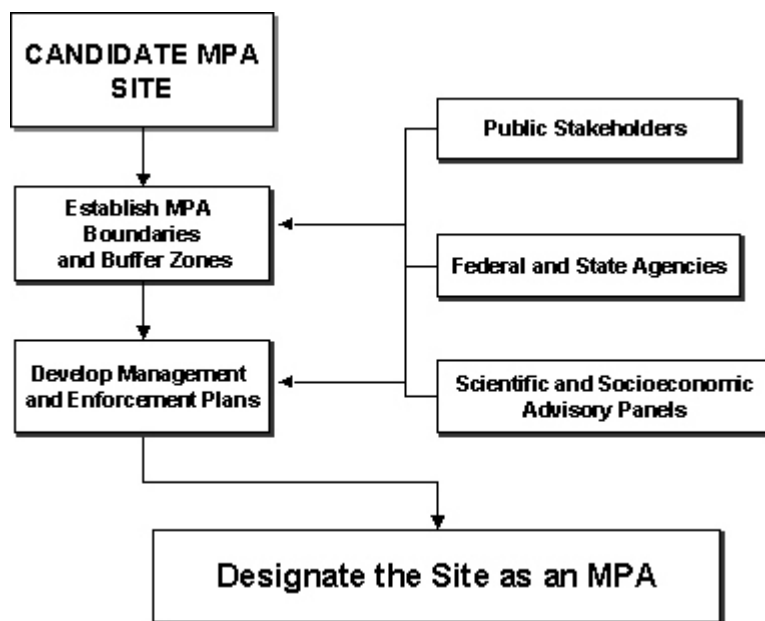 CANDIDATE MPA
SITE
Public Stakeholders
Establish MPA
Boundaries
and Buffer Zones
Federal and State Agencies
Develop Management
and Enforcement Plans
Scientific and Socioeconomic
Advisory Panels
Designate the Site as an MPA